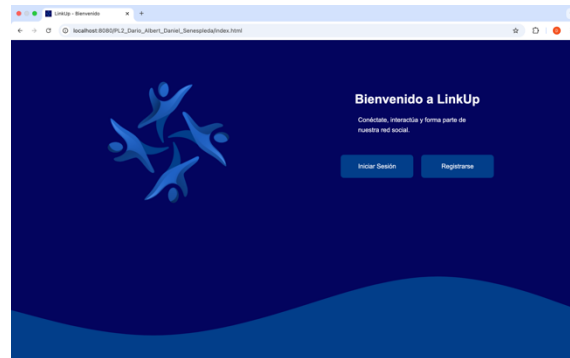 LinkUp - Bienvenido
localhost:8080/PL2_Dario_Albert_Daniel_Senespleda/index.html
Bienvenido a LinkUp
Conéctate, interactúa y forma parte de
nuestra red social.
Iniciar Sesión
Registrarse